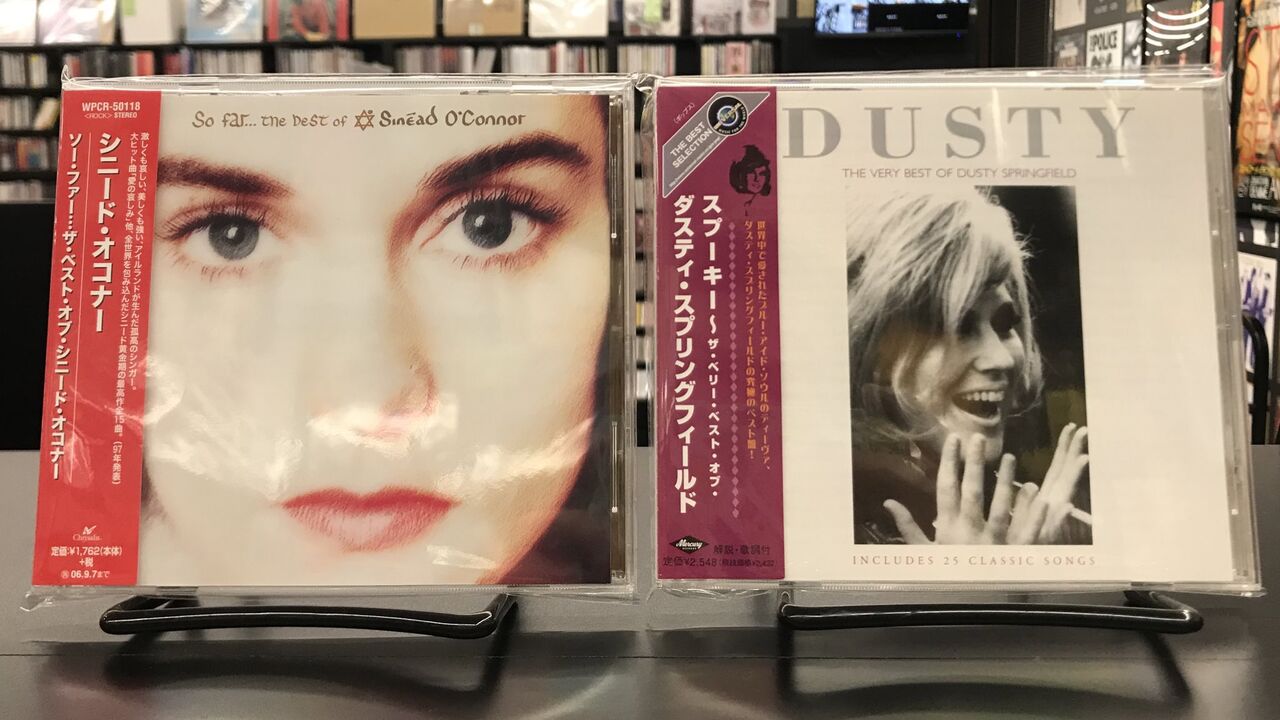 WPCR-50118
<ROCK> STEREO
激しくも哀しい、美しくも強い、アイルランドが生んだ孤高のシンガー。
大ヒット曲「愛の哀しみ」他、全世界を包み込んだシニード黄金期の最高作全15曲。(97年発表)
シニード・オコナー
ソー・ファー…ザ・ベスト・オブ・シニード・オコナー
Chrysalis
定価:¥1,762(本体)
+税
06.9.7まで
So far... the best of Sinéad O'Connor
THE BEST
SELECTION
世界中で愛されたブルー・アイド・ソウルのディーヴァ、
ダスティ・スプリングフィールドの究極のベスト盤!
スプーキー〜ザ・ベリー・ベスト・オブ・
ダスティ・スプリングフィールド
Mercury
解説・歌詞付
定価¥2,548(税抜価格¥2,427)
DUSTY
THE VERY BEST OF DUSTY SPRINGFIELD
INCLUDES 25 CLASSIC SONGS
POLICE